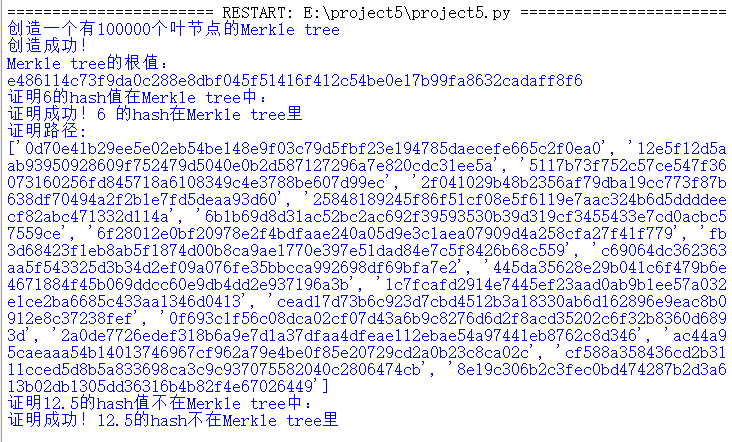 ======================= RESTART: E:\project5\project5.py =======================
创造一个有100000个叶节点的Merkle tree
创造成功！
Merkle tree的根值：
e486114c73f9da0c288e8dbf045f51416f412c54be0e17b99fa8632cadaff8f6
证明6的hash值在Merkle tree中：
证明成功！6 的hash在Merkle tree里
证明路径：
['0d70e41b29ee5e02eb54be148e9f03c79d5fbf23e194785daecefe665c2f0ea0', '12e5f12d5a
ab93950928609f752479d5040e0b2d587127296a7e820cdc31ee5a', '5117b73f752c57ce547f36
073160256fd845718a6108349c4e3788be607d99ec', '2f041029b48b2356af79dba19cc773f87b
638df70494a2f2b1e7fd5deaa93d60', '25848189245f86f51cf08e5f6119e7aac324b6d5ddddee
cf82abc471332d114a', '6b1b69d8d31ac52bc2ac692f39593530b39d319cf3455433e7cd0acbc5
7559ce', '6f28012e0bf20978e2f4bdfaae240a05d9e3c1aea07909d4a258cfa27f41f779', 'fb
3d68423f1eb8ab5f1874d00b8ca9ae1770e397e51dad84e7c5f8426b68c559', 'c69064dc362363
aa5f543325d3b34d2ef09a076fe35bbcca992698df69bfa7e2', '445da35628e29b041c6f479b6e
4671884f45b069ddcc60e9db4dd2e937196a3b', '1c7fcafd2914e7445ef23aad0ab9b1ee57a032
e1ce2ba6685c433aa1346d0413', 'cead17d73b6c923d7cbd4512b3a18330ab6d162896e9eac8b0
912e8c37238fef', '0f693c1f56c08dca02cf07d43a6b9c8276d6d2f8acd35202c6f32b8360d689
3d', '2a0de7726edef318b6a9e7d1a37dfaa4dfeae112ebae54a97441eb8762c8d346', 'ac44a9
5caeaaa54b14013746967cf962a79e4be0f85e20729cd2a0b23c8ca02c', 'cf588a358436cd2b31
11cced5d8b5a833698ca3c9c937075582040c2806474cb', '8e19c306b2c3fec0bd474287b2d3a6
13b02db1305dd36316b4b82f4e67026449']
证明12.5的hash值不在Merkle tree中：
证明成功！12.5的hash不在Merkle tree里